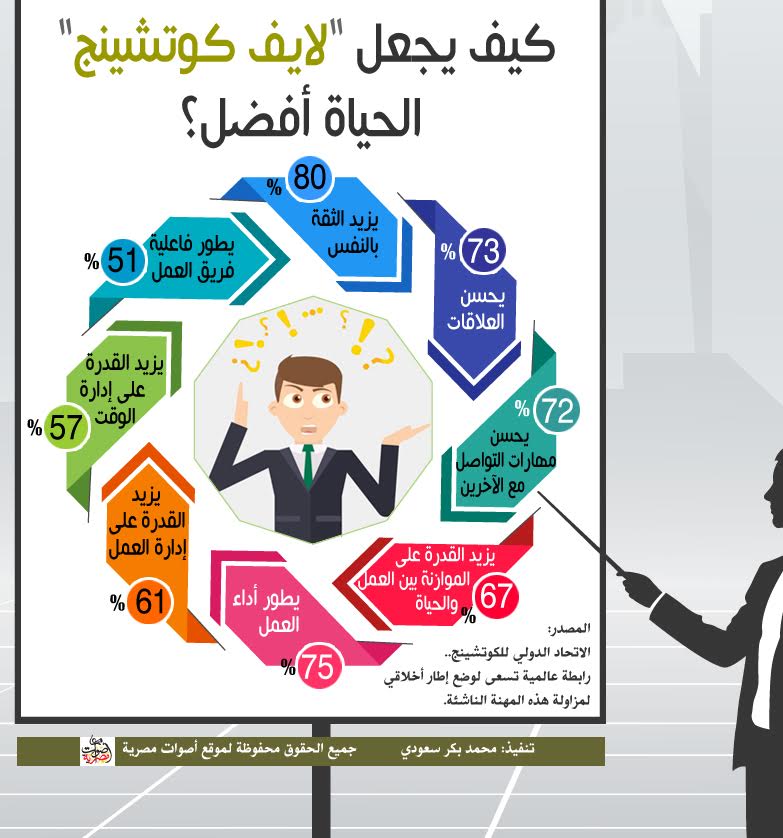 كيف يجعل "لايف كوتشينج"
الحياة أفضل؟
80 %
يزيد الثقة
بالنفس
73 %
يحسن
العلاقات
72 %
يحسن
مهارات التواصل
مع الآخرين
يزيد القدرة على
الموازنة بين العمل
والحياة
67 %
يطور أداء
العمل
75 %
يزيد
القدرة على
إدارة العمل
61 %
يزيد القدرة
على إدارة
الوقت
57 %
يطور فاعلية
فريق العمل
51 %
المصدر:
الاتحاد الدولي للكوتشينج..
رابطة عالمية تسعى لوضع إطار أخلاقي
لمزاولة هذه المهنة الناشئة.
تنفيذ: محمد بكر سعودي جميع الحقوق محفوظة لموقع أصوات مصرية
أصوات
مصرية